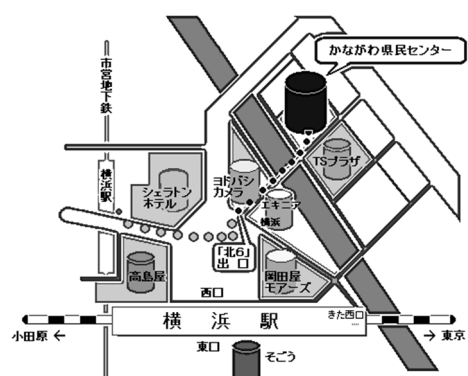 かながわ県民センター
市営地下鉄
横浜駅
TSプラザ
ヨドバシ
カメラ
シェラトン
ホテル
エキニア
横浜
「北6」
出口
高島屋
岡田屋
モアーズ
西口
横浜駅
きた西口
小田原 ←
→ 東京
東口
そごう